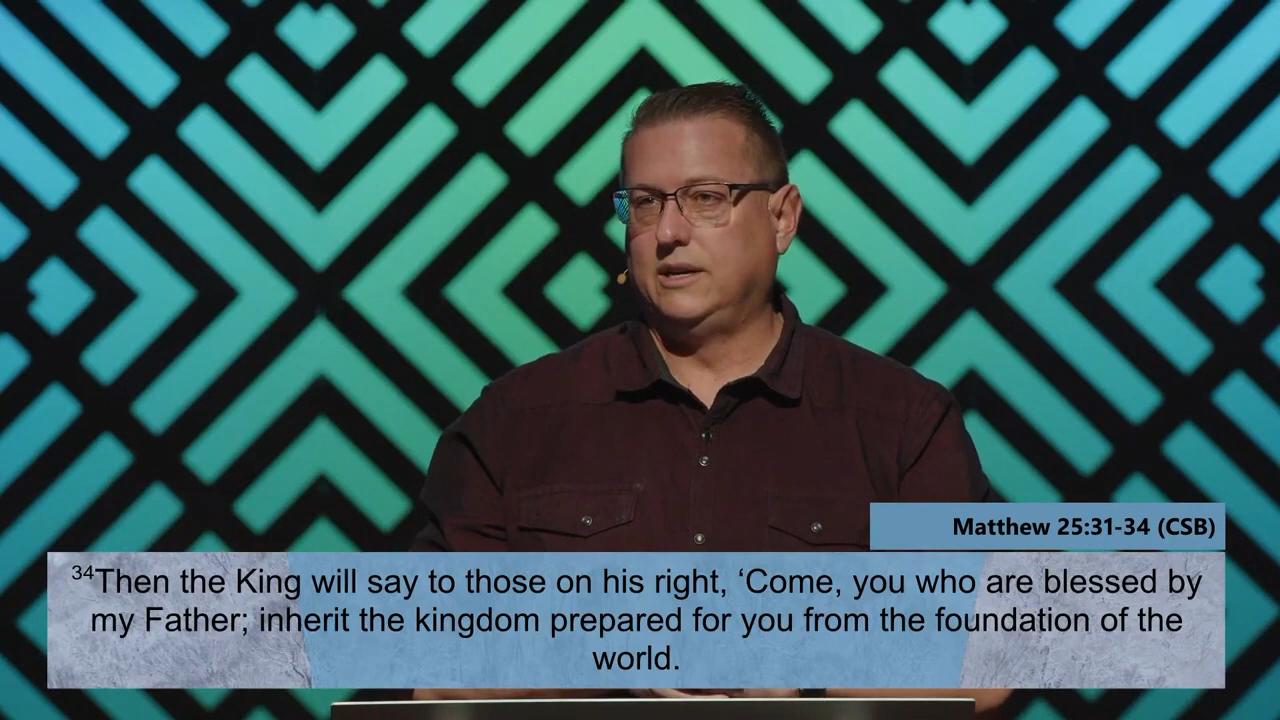 Matthew 25:31-34 (CSB)
³⁴Then the King will say to those on his right, ‘Come, you who are blessed by
my Father; inherit the kingdom prepared for you from the foundation of the
world.